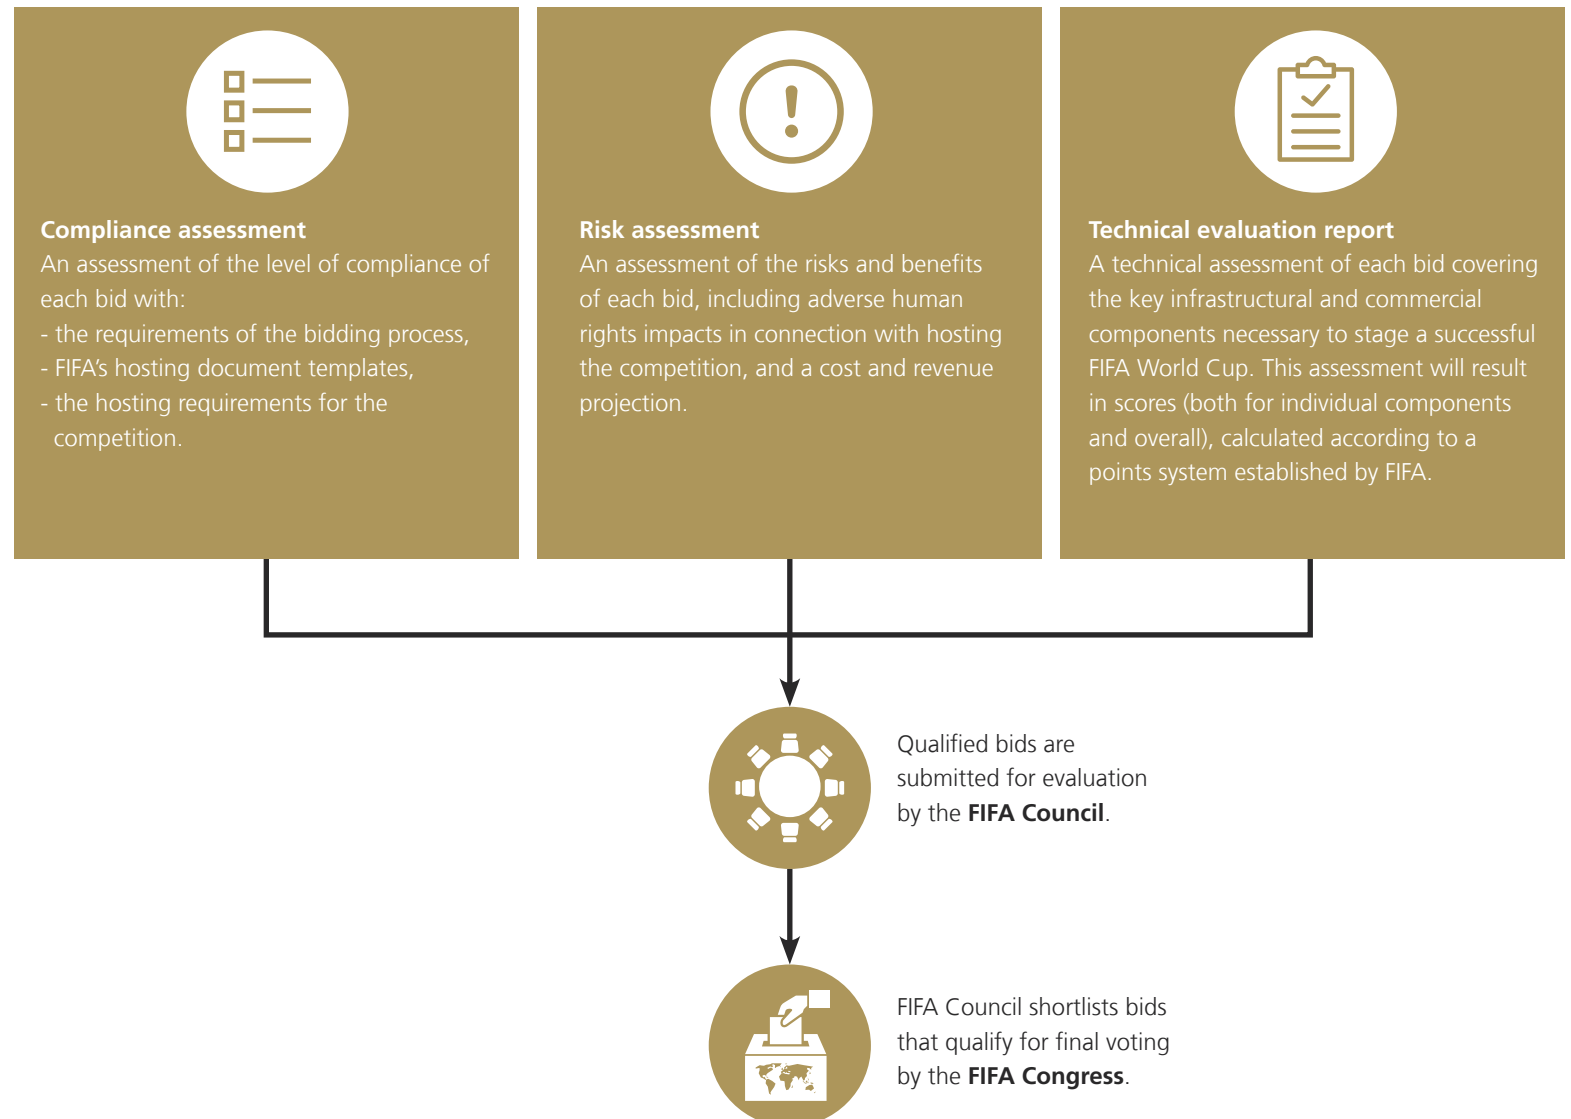 Compliance assessment
An assessment of the level of compliance of
each bid with:
- the requirements of the bidding process,
- FIFA’s hosting document templates,
- the hosting requirements for the
competition.
Risk assessment
An assessment of the risks and benefits
of each bid, including adverse human
rights impacts in connection with hosting
the competition, and a cost and revenue
projection.
Technical evaluation report
A technical assessment of each bid covering
the key infrastructural and commercial
components necessary to stage a successful
FIFA World Cup. This assessment will result
in scores (both for individual components
and overall), calculated according to a
points system established by FIFA.
Qualified bids are
submitted for evaluation
by the FIFA Council.
FIFA Council shortlists bids
that qualify for final voting
by the FIFA Congress.